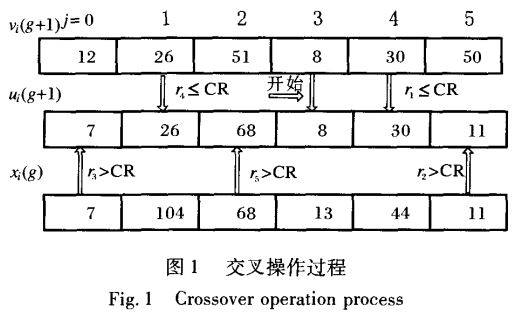 vᵢ(g+1) j=0 1 2 3 4 5
12 26 51 8 30 50
r₄≤CR 开始 r₁≤CR
uᵢ(g+1)
7 26 68 8 30 11
xᵢ(g) r₃>CR r₅>CR r₂>CR
7 104 68 13 44 11
图1 交叉操作过程
Fig. 1 Crossover operation process